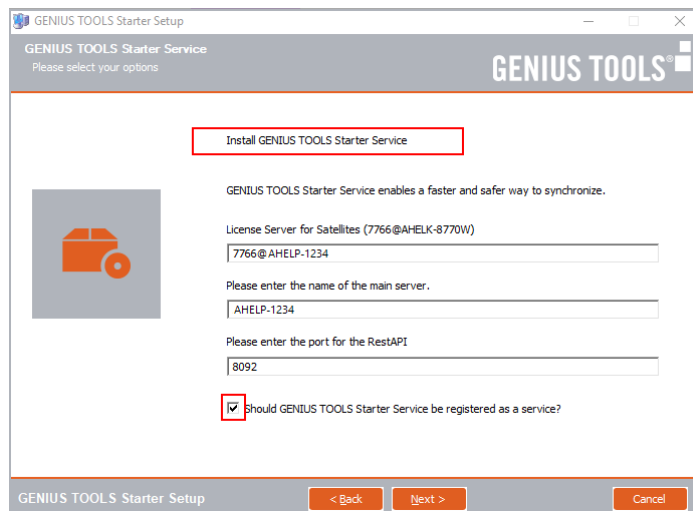 GENIUS TOOLS Starter Setup
GENIUS TOOLS Starter Service
Please select your options
GENIUS TOOLS®
Install GENIUS TOOLS Starter Service
GENIUS TOOLS Starter Service enables a faster and safer way to synchronize.
License Server for Satellites (7766@AHELK-8770W)
7766@AHELP-1234
Please enter the name of the main server.
AHELP-1234
Please enter the port for the RestAPI
8092
Should GENIUS TOOLS Starter Service be registered as a service?
GENIUS TOOLS Starter Setup
< Back Next > Cancel